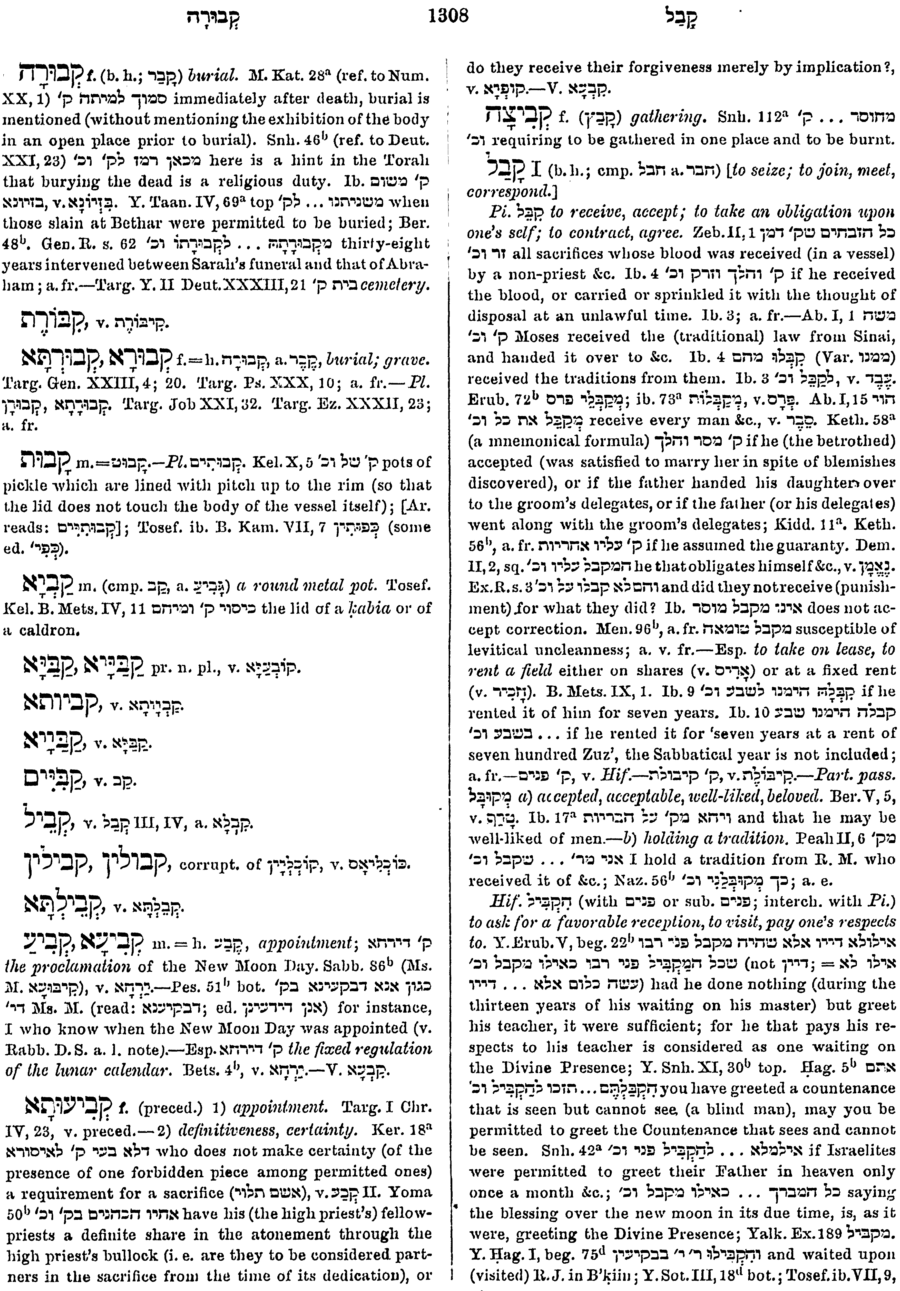 קְבוּרָה 1308 קָבַל
קְבוּרָה f. (b. h.; קָבַר) burial. M. Kat. 28ᵃ (ref. to Num.
XX, 1) סמוך למיתה ק' immediately after death, burial is
mentioned (without mentioning the exhibition of the body
in an open place prior to burial). Snh. 46ᵇ (ref. to Deut.
XXI, 23) מכאן רמז לק' וכ' here is a hint in the Torah
that burying the dead is a religious duty. Ib. ק' משום
בזיונא, v. בִּזְיוֹנָא. Y. Taan. IV, 69ᵃ top משניתנו ... לק' when
those slain at Bethar were permitted to be buried; Ber.
48ᵇ. Gen. R. s. 62 מקבורתהּ ... לקבורתו וכ' thirty-eight
years intervened between Sarah's funeral and that of Abra-
ham; a. fr.—Targ. Y. II Deut. XXXIII, 21 בית ק' cemetery.
קְבוֹרֶת, v. קִיבּוֹרֶת.
קְבוּרָא, קְבוּרְתָּא f.=h. קְבוּרָה, a. קֶבֶר, burial; grave.
Targ. Gen. XXIII, 4; 20. Targ. Ps. XXX, 10; a. fr.—Pl.
קְבוּרָתָא, קְבוּרָן. Targ. Job XXI, 32. Targ. Ez. XXXII, 23;
a. fr.
קָבוּת m.=קָבוּט.—Pl. קְבוּתִים. Kel. X, 5 ק' של וכ' pots of
pickle which are lined with pitch up to the rim (so that
the lid does not touch the body of the vessel itself); [Ar.
reads: קְבוּתִיִּים]; Tosef. ib. B. Kam. VII, 7 כְּפוּתִין (some
ed. כְּפִי').
קָבְיָא m. (cmp. קַב, a. גָּבִיעַ) a round metal pot. Tosef.
Kel. B. Mets. IV, 11 כיסוי ק' ומיחם the lid of a kabia or of
a caldron.
קַבַּיָּא, קַבַּיָּיא pr. n. pl., v. קוֹבְעַיָּא.
קביותא, v. קַבְיָוָתָא.
קַבָּיִיא, v. קַבַּיָּא.
קַבַּיִּים, v. קַב.
קְבֵיל, v. קְבַל III, IV, a. קִבְלָא.
קבולין, קבילין, corrupt. of קוֹכְלְיָין, v. כּוֹכְלִיאָס.
קְבֵילְתָּא, v. קְבֶלְתָּא.
קְבִיעָא, קְבִיעַ m. = h. קֶבַע, appointment; ק' דירחא
the proclamation of the New Moon Day. Sabb. 86ᵇ (Ms.
M. קִיבּוּעָא), v. יַרְחָא.—Pes. 51ᵇ bot. כגון אנא דבקעינא בק'
די' Ms. M. (read: דבקיענא; ed. אנן דידעינן) for instance,
I who know when the New Moon Day was appointed (v.
Rabb. D. S. a. l. note).—Esp. ק' דירחא the fixed regulation
of the lunar calendar. Bets. 4ᵇ, v. יַרְחָא.—V. קִבְעָא.
קְבִיעוּתָא f. (preced.) 1) appointment. Targ. I Chr.
IV, 23, v. preced.—2) definitiveness, certainty. Ker. 18ᵃ
דלא בעי ק' לאיסורא who does not make certainty (of the
presence of one forbidden piece among permitted ones)
a requirement for a sacrifice (אשם תלוי), v. קְבַע II. Yoma
50ᵇ אחיו הכהנים בק' וכ' have his (the high priest's) fellow-
priests a definite share in the atonement through the
high priest's bullock (i. e. are they to be considered part-
ners in the sacrifice from the time of its dedication), or
do they receive their forgiveness merely by implication?,
v. קוּפְיָא.—V. קִבְעָא.
קְבִיצָה f. (קָבַץ) gathering. Snh. 112ᵃ מחוסר ... ק'
וכ' requiring to be gathered in one place and to be burnt.
קָבַל I (b. h.; cmp. חבל a. חבר) [to seize; to join, meet,
correspond.]
Pi. קִבֵּל to receive, accept; to take an obligation upon
one's self; to contract, agree. Zeb. II, 1 כל הזבחים שק' דמן
זר וכ' all sacrifices whose blood was received (in a vessel)
by a non-priest &c. Ib. 4 ק' והלך וזרק וכ' if he received
the blood, or carried or sprinkled it with the thought of
disposal at an unlawful time. Ib. 3; a. fr.—Ab. I, 1 משה
ק' וכ' Moses received the (traditional) law from Sinai,
and handed it over to &c. Ib. 4 קִבְּלוּ מהם (Var. ממנו)
received the traditions from them. Ib. 3 לְקַבֵּל וכ', v. עֶבֶד.
Erub. 72ᵇ מְקַבְּלֵי פרס; ib. 73ᵃ מְקַבְּלוֹת, v. פְּרָס. Ab. I, 15 הוי
מְקַבֵּל את כל וכ' receive every man &c., v. סֵבֶר. Keth. 58ᵃ
(a mnemonical formula) ק' מסר והלך if he (the betrothed)
accepted (was satisfied to marry her in spite of blemishes
discovered), or if the father handed his daughter over
to the groom's delegates, or if the father (or his delegates)
went along with the groom's delegates; Kidd. 11ᵃ. Keth.
56ᵇ, a. fr. ק' עליו אחריות if he assumed the guaranty. Dem.
II, 2, sq. המקבל עליו וכ' he that obligates himself &c., v. נֶאֱמָן.
Ex. R. s. 3 והם לא קבלו על וכ' and did they not receive (punish-
ment) for what they did? Ib. אינו מקבל מוסר does not ac-
cept correction. Men. 96ᵇ, a. fr. מקבל טומאה susceptible of
levitical uncleanness; a. v. fr.—Esp. to take on lease, to
rent a field either on shares (v. אָרִיס) or at a fixed rent
(v. חָכִיר). B. Mets. IX, 1. Ib. 9 קִבְּלָהּ הימנו לשבע וכ' if he
rented it of him for seven years. Ib. 10 קבלה הימנו שבע
בשבע וכ' ... if he rented it for 'seven years at a rent of
seven hundred Zuz', the Sabbatical year is not included;
a. fr.—ק' פנים, v. Hif.—ק' קיבולת, v. קִיבּוֹלֶת.—Part. pass.
מְקוּבָּל a) accepted, acceptable, well-liked, beloved. Ber. V, 5,
v. טָרַף. Ib. 17ᵃ ויהא מק' על הבריות and that he may be
well-liked of men.—b) holding a tradition. Peah II, 6 מק'
אני מר' ... שקבל וכ' I hold a tradition from R. M. who
received it of &c.; Naz. 56ᵇ כך מְקוּבְּלַנִי וכ'; a. e.
Hif. הִקְבִּיל (with פנים or sub. פנים; interch. with Pi.)
to ask for a favorable reception, to visit, pay one's respects
to. Y. Erub. V, beg. 22ᵇ אילולא דייו אלא שהיה מקבל פני רבו
שכל הַמַּקְבִּיל פני רבו כאילו מקבל וכ' (not דיין; = אילו לא
עשה כלום אלא ... דייו) had he done nothing (during the
thirteen years of his waiting on his master) but greet
his teacher, it were sufficient; for he that pays his re-
spects to his teacher is considered as one waiting on
the Divine Presence; Y. Snh. XI, 30ᵇ top. Ḥag. 5ᵇ אתם
הִקְבַּלְתֶּם ... תזכו לְהַקְבִּיל וכ' you have greeted a countenance
that is seen but cannot see (a blind man), may you be
permitted to greet the Countenance that sees and cannot
be seen. Snh. 42ᵃ אילמלא ... לְהַקְבִּיל פני וכ' if Israelites
were permitted to greet their Father in heaven only
once a month &c.; כל המברך ... כאילו מקבל וכ' saying
the blessing over the new moon in its due time, is, as it
were, greeting the Divine Presence; Yalk. Ex. 189 מקביל.
Y. Ḥag. I, beg. 75ᵈ והִקְבִּילוּ ר' י' בבקיעין and waited upon
(visited) R. J. in B'ḳiin; Y. Sot. III, 18ᵈ bot.; Tosef. ib. VII, 9,